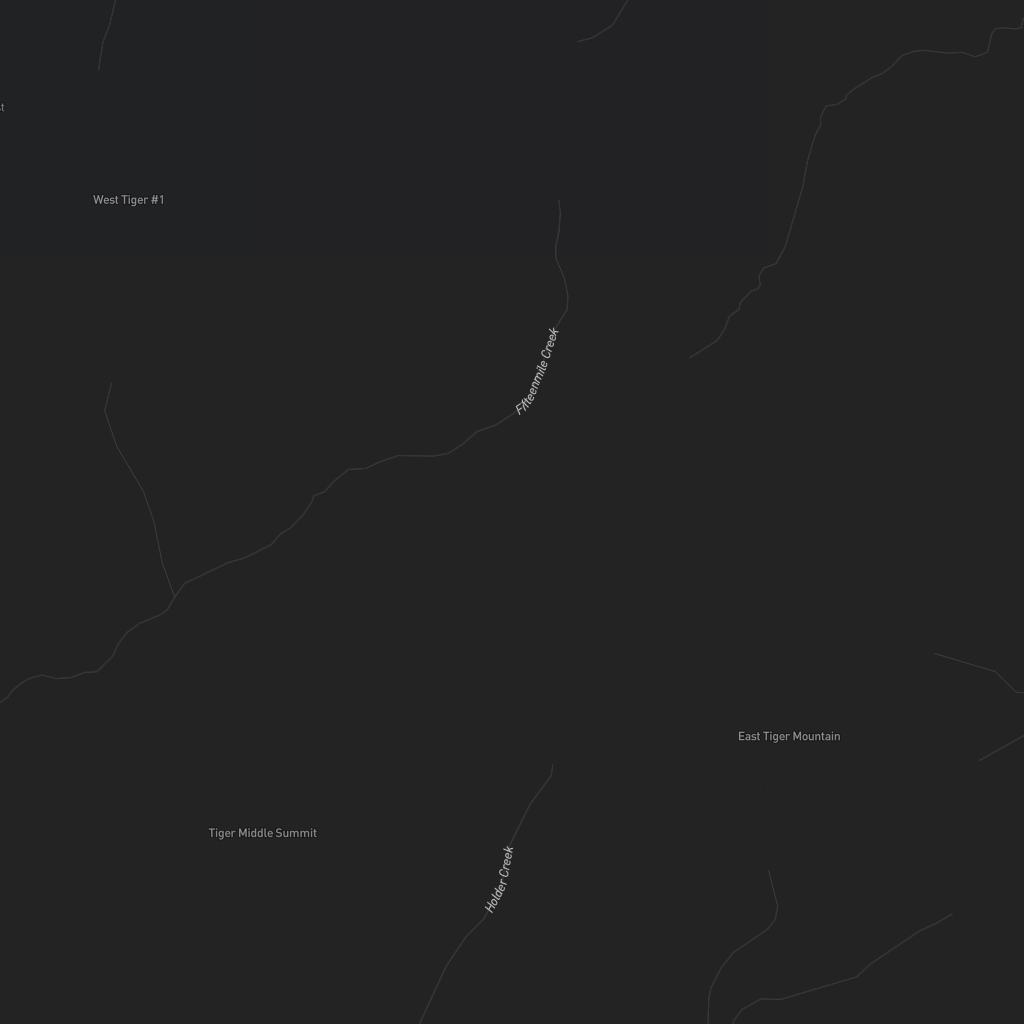 West Tiger #1
Fifteenmile Creek
East Tiger Mountain
Tiger Middle Summit
Holder Creek